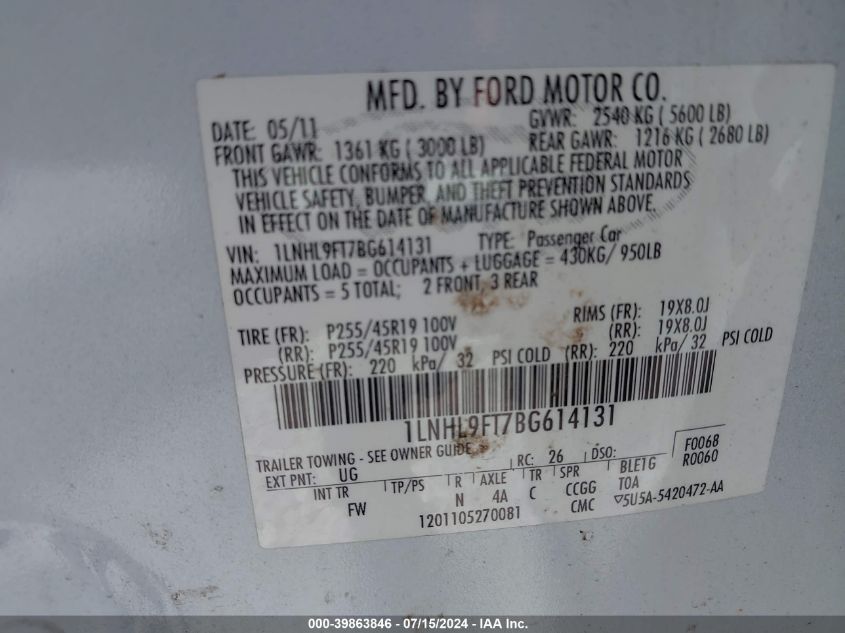 MFD. BY FORD MOTOR CO.
DATE: 05/11 GVWR: 2540 KG ( 5600 LB)
FRONT GAWR: 1361 KG ( 3000 LB) REAR GAWR: 1216 KG ( 2680 LB)
THIS VEHICLE CONFORMS TO ALL APPLICABLE FEDERAL MOTOR
VEHICLE SAFETY, BUMPER, AND THEFT PREVENTION STANDARDS
IN EFFECT ON THE DATE OF MANUFACTURE SHOWN ABOVE.
VIN: 1LNHL9FT7BG614131 TYPE: Passenger Car
MAXIMUM LOAD = OCCUPANTS + LUGGAGE = 430KG/ 950LB
OCCUPANTS = 5 TOTAL; 2 FRONT, 3 REAR
TIRE (FR): P255/45R19 100V RIMS (FR): 19X8.0J
(RR): P255/45R19 100V (RR): 19X8.0J
PRESSURE (FR): 220 kPa/ 32 PSI COLD (RR): 220 kPa/ 32 PSI COLD
1LNHL9FT7BG614131
TRAILER TOWING - SEE OWNER GUIDE
EXT PNT: UG RC: 26 DSO: F0068
R0060
INT TR TP/PS R AXLE TR SPR BLE1G
FW N 4A C CCGG TOA
1201105270081 CMC ▽5U5A-5420472-AA
000-39863846 - 07/15/2024 - IAA Inc.